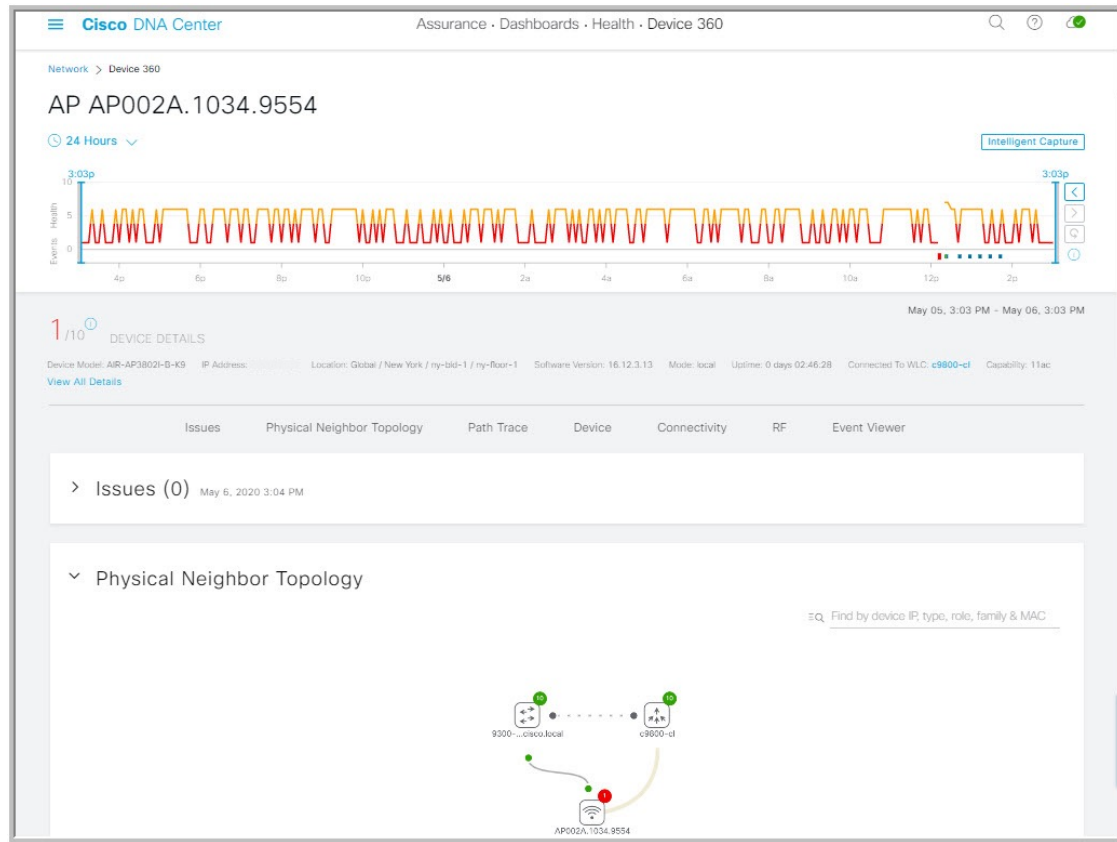 Cisco DNA Center
Assurance · Dashboards · Health · Device 360
Network > Device 360
AP AP002A.1034.9554
24 Hours
Intelligent Capture
3:03p
3:03p
10
5
0
Health
Events
4p
6p
8p
10p
5/6
2a
4a
6a
8a
10a
12p
2p
May 05, 3:03 PM - May 06, 3:03 PM
1/10
DEVICE DETAILS
Device Model: AIR-AP3802I-B-K9 IP Address: Location: Global / New York / ny-bld-1 / ny-floor-1 Software Version: 16.12.3.13 Mode: local Uptime: 0 days 02:46:28 Connected To WLC: c9800-cl Capability: 11ac
View All Details
Issues Physical Neighbor Topology Path Trace Device Connectivity RF Event Viewer
Issues (0) May 6, 2020 3:04 PM
Physical Neighbor Topology
Find by device IP, type, role, family & MAC
10
10
9300-...cisco.local
c9800-cl
1
AP002A.1034.9554